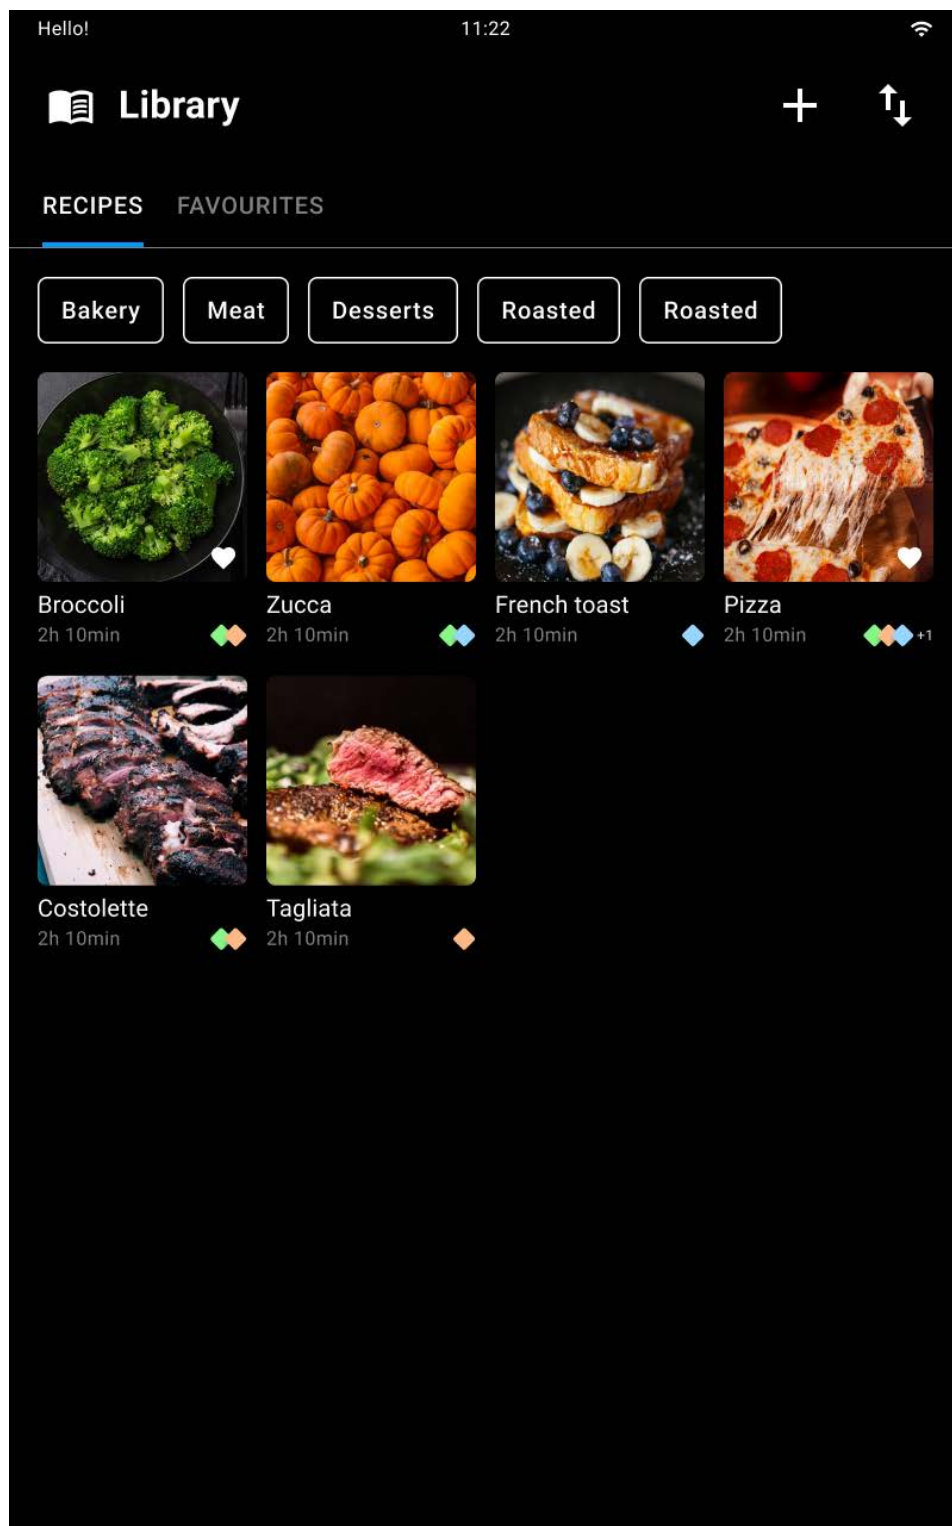 Hello! 11:22
Library
RECIPES FAVOURITES
Bakery Meat Desserts Roasted Roasted
Broccoli Zucca French toast Pizza
2h 10min 2h 10min 2h 10min 2h 10min +1
Costolette Tagliata
2h 10min 2h 10min